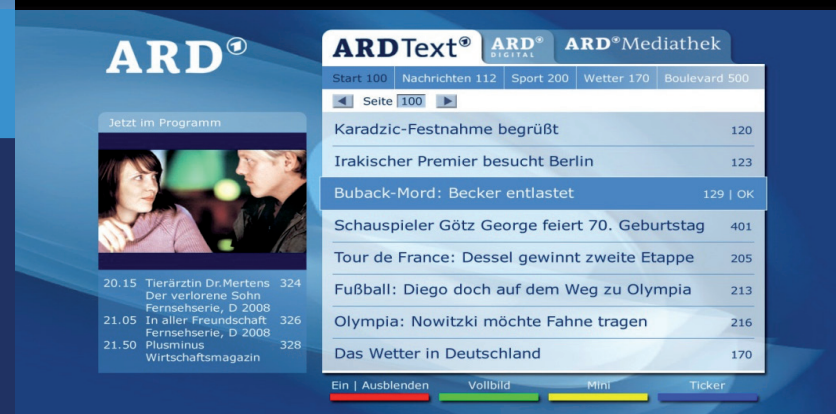 ARD
ARDText
ARD
DIGITAL
ARD Mediathek
Start 100 Nachrichten 112 Sport 200 Wetter 170 Boulevard 500
Seite 100
Jetzt im Programm
20.15 Tierärztin Dr.Mertens 324
Der verlorene Sohn
Fernsehserie, D 2008
21.05 In aller Freundschaft 326
Fernsehserie, D 2008
21.50 Plusminus 328
Wirtschaftsmagazin
Karadzic-Festnahme begrüßt 120
Irakischer Premier besucht Berlin 123
Buback-Mord: Becker entlastet 129 | OK
Schauspieler Götz George feiert 70. Geburtstag 401
Tour de France: Dessel gewinnt zweite Etappe 205
Fußball: Diego doch auf dem Weg zu Olympia 213
Olympia: Nowitzki möchte Fahne tragen 216
Das Wetter in Deutschland 170
Ein | Ausblenden Vollbild Mini Ticker